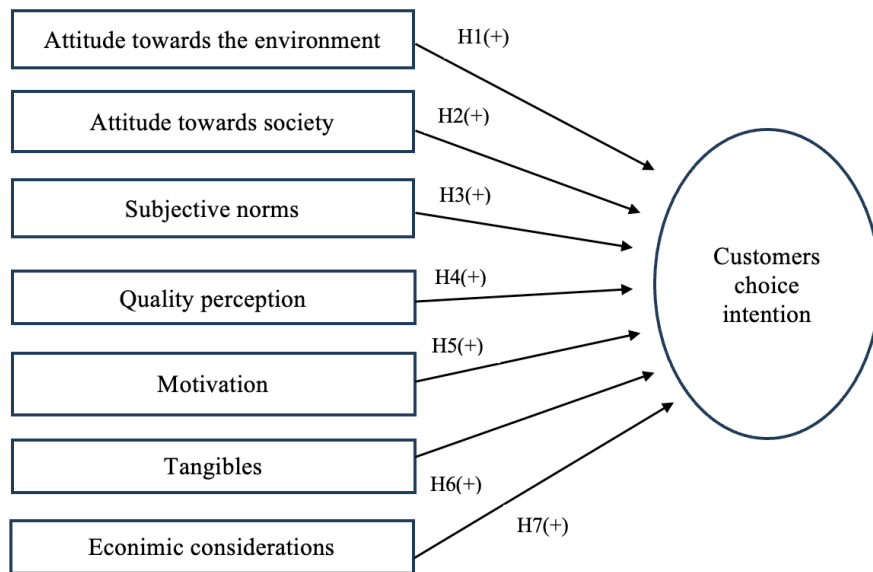 Attitude towards the environment
H1(+)
Attitude towards society
H2(+)
Subjective norms
H3(+)
Quality perception
H4(+)
Motivation
H5(+)
Tangibles
H6(+)
Econimic considerations
H7(+)
Customers
choice
intention